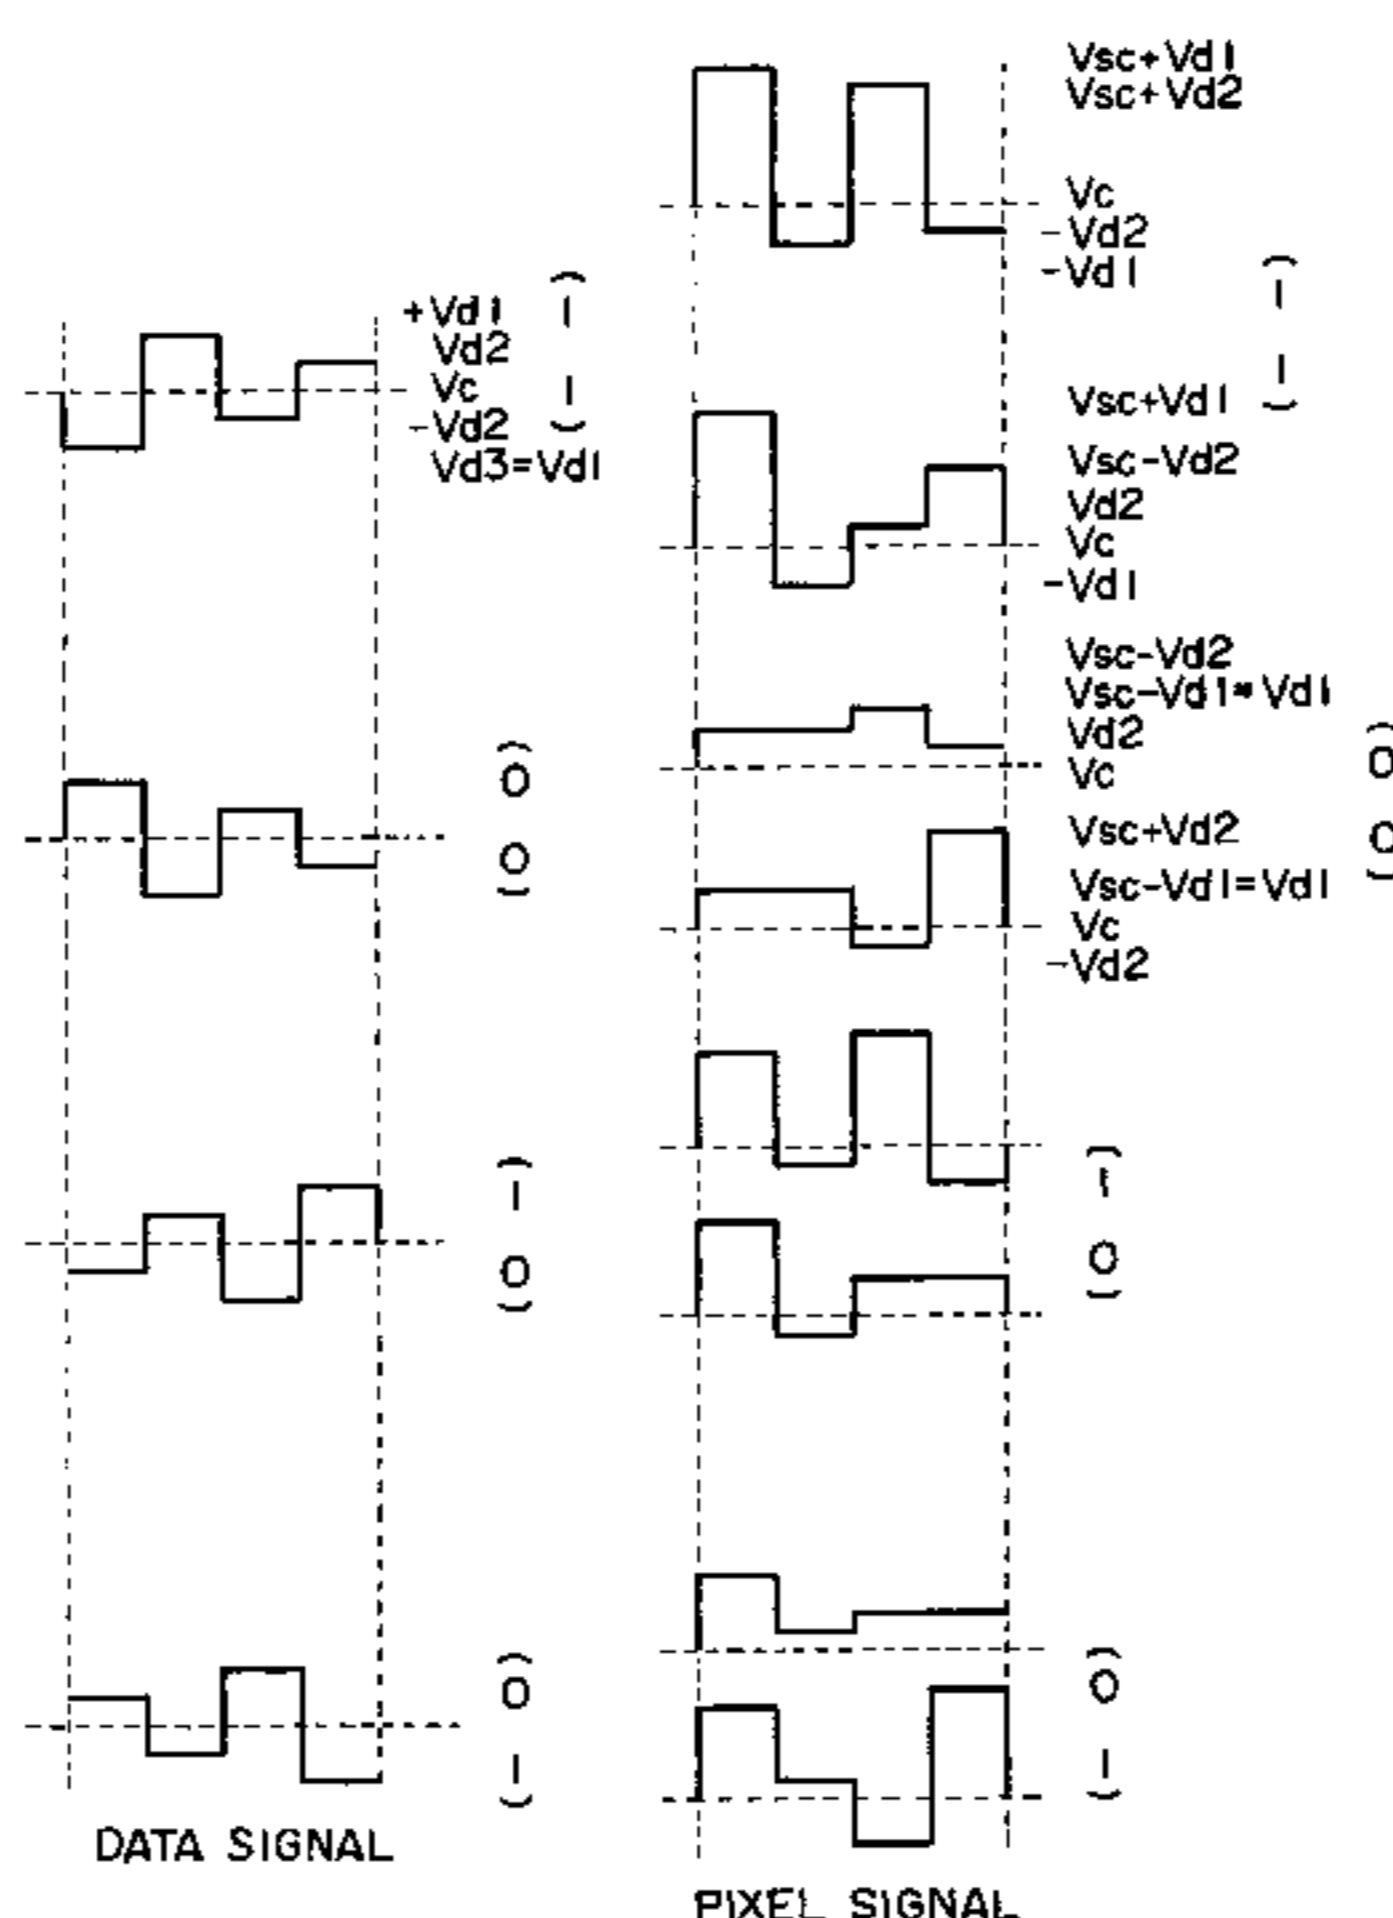 Vsc+Vd1
Vsc+Vd2
Vc
-Vd2
-Vd1
+Vd1
Vd2
Vc
-Vd2
Vd3=Vd1
(1 1)
(1 1)
Vsc+Vd1
Vsc-Vd2
Vd2
Vc
-Vd1
Vsc-Vd2
Vsc-Vd1=Vd1
Vd2
Vc
(0 0)
(0 0)
Vsc+Vd2
Vsc-Vd1=Vd1
Vc
-Vd2
(1 0)
(1 0)
(0 1)
(0 1)
DATA SIGNAL
PIXEL SIGNAL